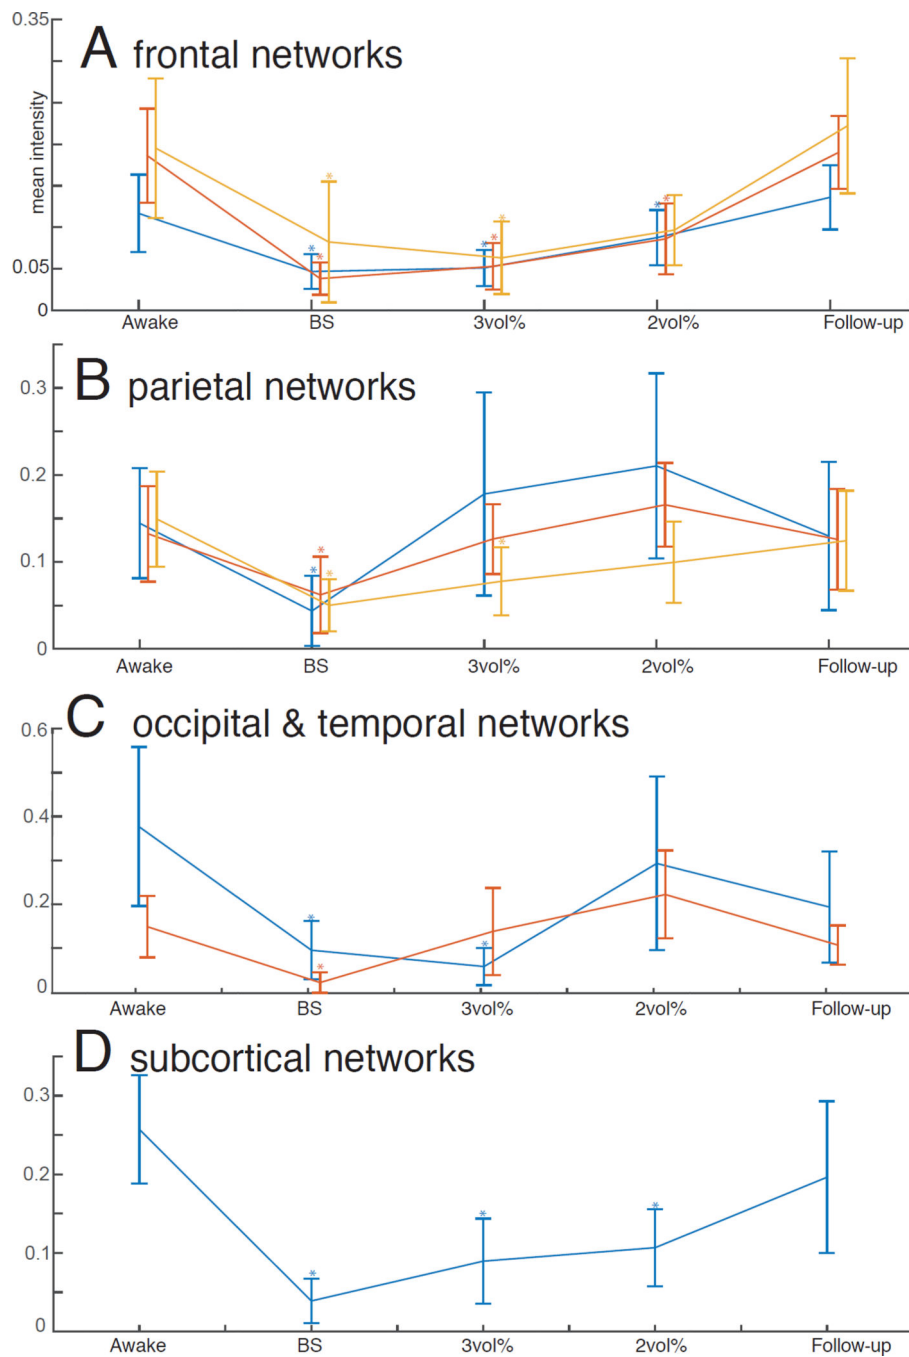 0.35
A frontal networks
mean intensity
0.05
0
Awake BS 3vol% 2vol% Follow-up
* * * * * * * *
B parietal networks
0.3
0.2
0.1
0
Awake BS 3vol% 2vol% Follow-up
* * * *
C occipital & temporal networks
0.6
0.4
0.2
0
Awake BS 3vol% 2vol% Follow-up
* * *
D subcortical networks
0.3
0.2
0.1
0
Awake BS 3vol% 2vol% Follow-up
* * *